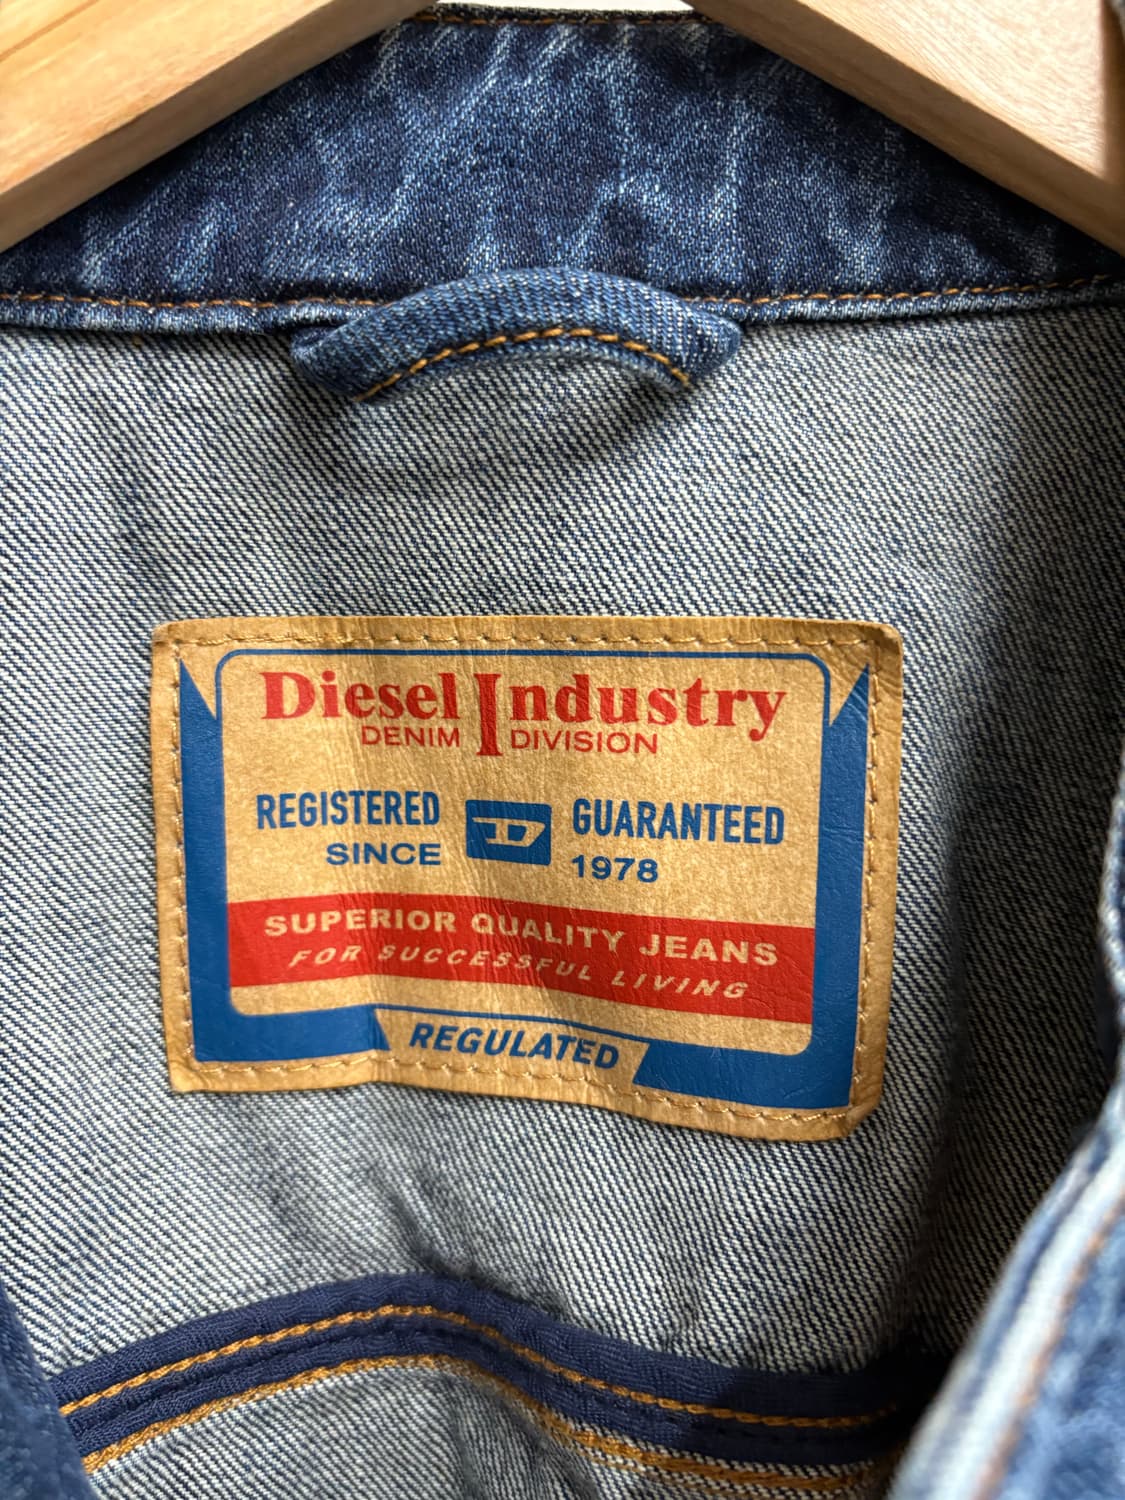 Diesel Industry
DENIM DIVISION
REGISTERED D GUARANTEED
SINCE 1978
SUPERIOR QUALITY JEANS
FOR SUCCESSFUL LIVING
REGULATED